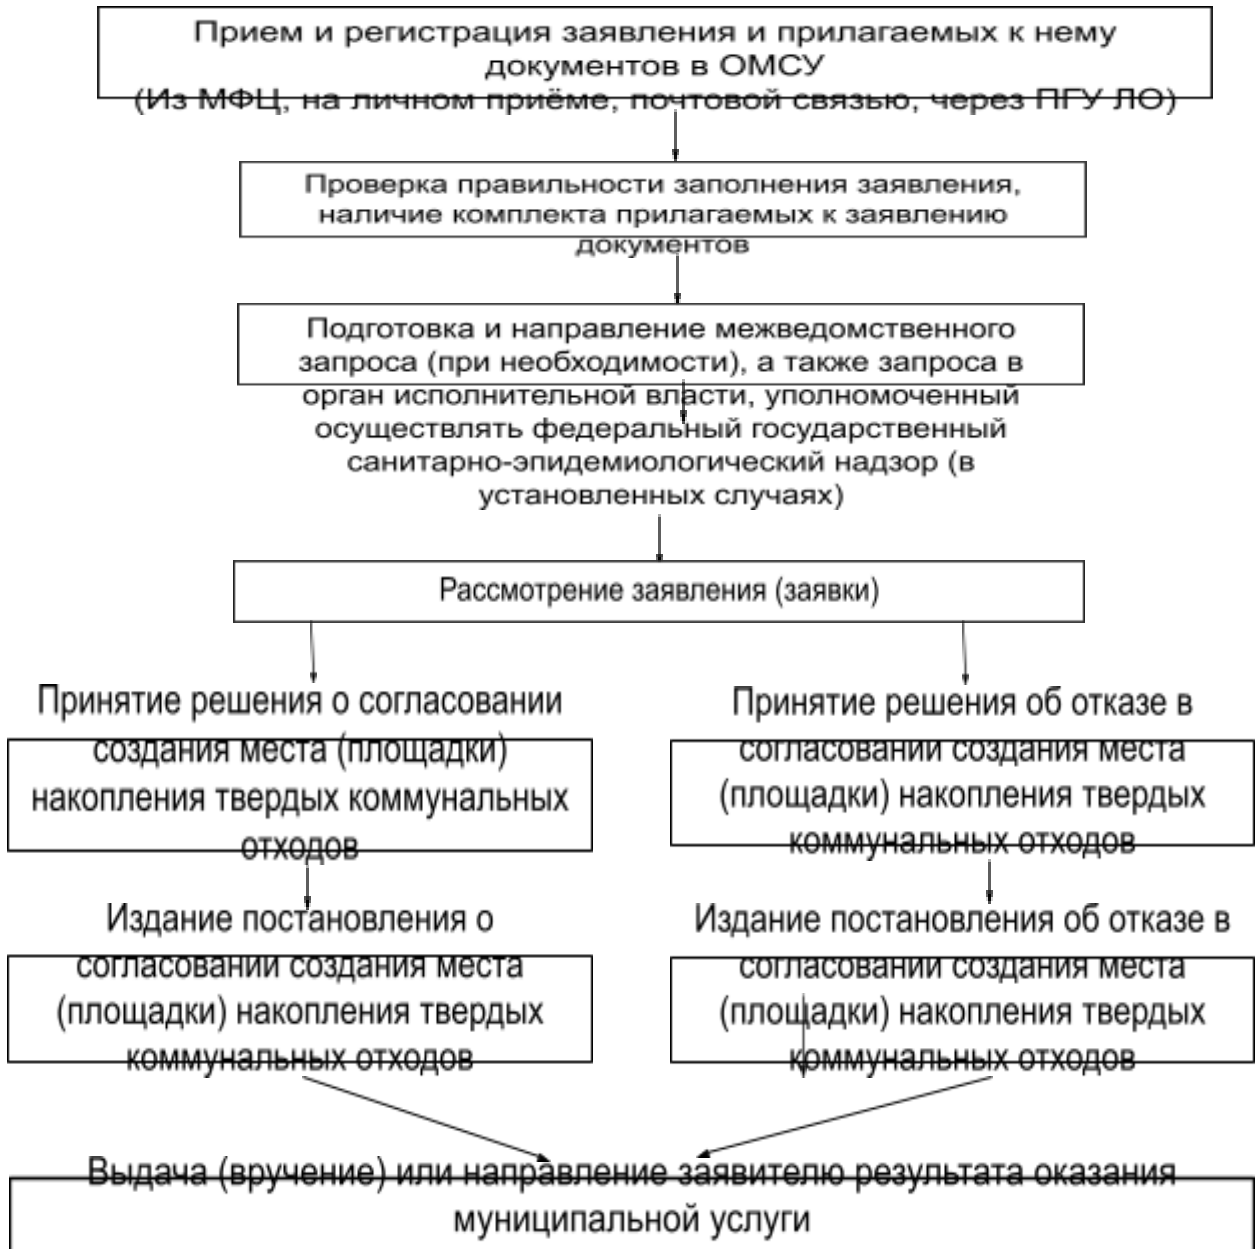 Прием и регистрация заявления и прилагаемых к нему
документов в ОМСУ
(Из МФЦ, на личном приёме, почтовой связью, через ПГУ ЛО)
Проверка правильности заполнения заявления,
наличие комплекта прилагаемых к заявлению
документов
Подготовка и направление межведомственного
запроса (при необходимости), а также запроса в
орган исполнительной власти, уполномоченный
осуществлять федеральный государственный
санитарно-эпидемиологический надзор (в
установленных случаях)
Рассмотрение заявления (заявки)
Принятие решения о согласовании
создания места (площадки)
накопления твердых коммунальных
отходов
Принятие решения об отказе в
согласовании создания места
(площадки) накопления твердых
коммунальных отходов
Издание постановления о
согласовании создания места
(площадки) накопления твердых
коммунальных отходов
Издание постановления об отказе в
согласовании создания места
(площадки) накопления твердых
коммунальных отходов
Выдача (вручение) или направление заявителю результата оказания
муниципальной услуги